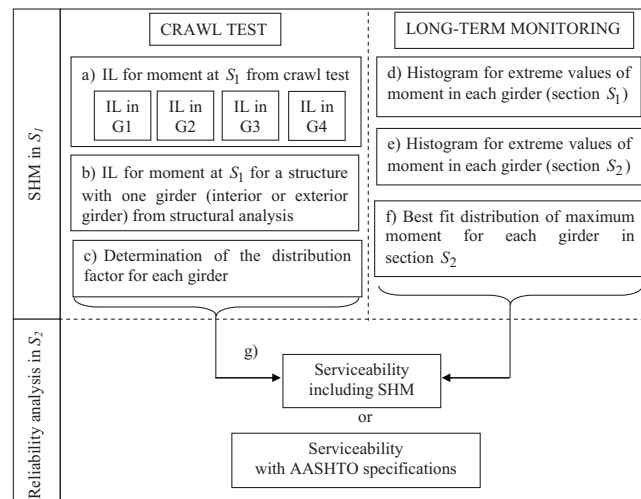 CRAWL TEST
LONG-TERM MONITORING
SHM in S1
a) IL for moment at S1 from crawl test
IL in
G1
IL in
G2
IL in
G3
IL in
G4
b) IL for moment at S1 for a structure
with one girder (interior or exterior
girder) from structural analysis
c) Determination of the distribution
factor for each girder
d) Histogram for extreme values of
moment in each girder (section S1)
e) Histogram for extreme values of
moment in each girder (section S2)
f) Best fit distribution of maximum
moment for each girder in
section S2
Reliability analysis in S2
g)
Serviceability
including SHM
or
Serviceability
with AASHTO specifications